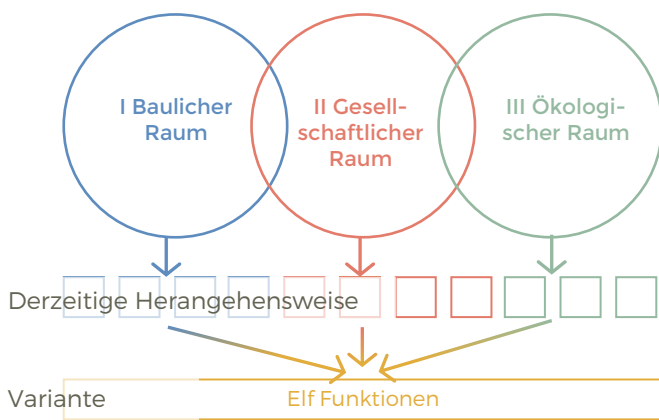 I Baulicher
Raum
II Gesell-
schaftlicher
Raum
III Ökologi-
scher Raum
Derzeitige Herangehensweise
Variante
Elf Funktionen